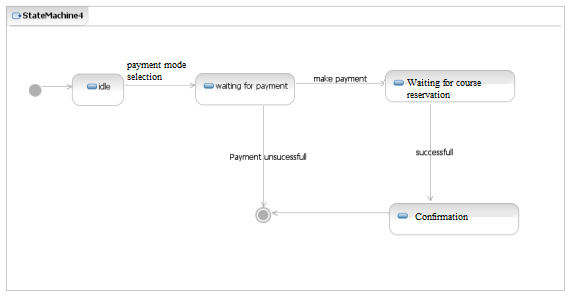 StateMachine4
payment mode
selection
idle
waiting for payment
make payment
Waiting for course
reservation
Payment unsucessfull
successfull
Confirmation